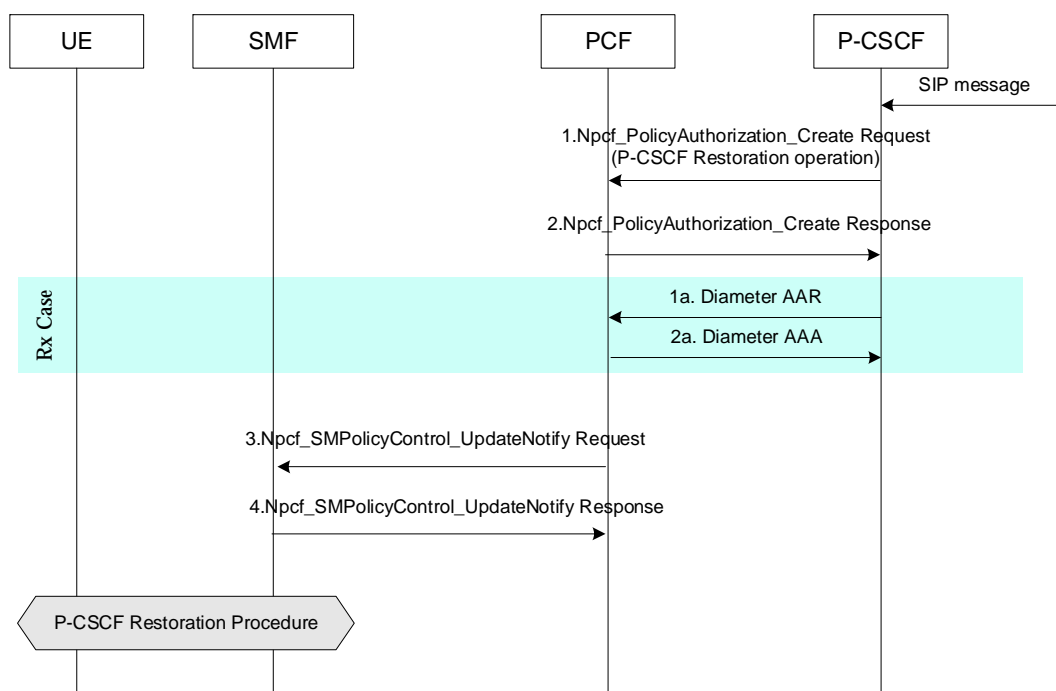 UE
SMF
PCF
P-CSCF
SIP message
1.Npcf_PolicyAuthorization_Create Request
(P-CSCF Restoration operation)
2.Npcf_PolicyAuthorization_Create Response
Rx Case
1a. Diameter AAR
2a. Diameter AAA
3.Npcf_SMPolicyControl_UpdateNotify Request
4.Npcf_SMPolicyControl_UpdateNotify Response
P-CSCF Restoration Procedure